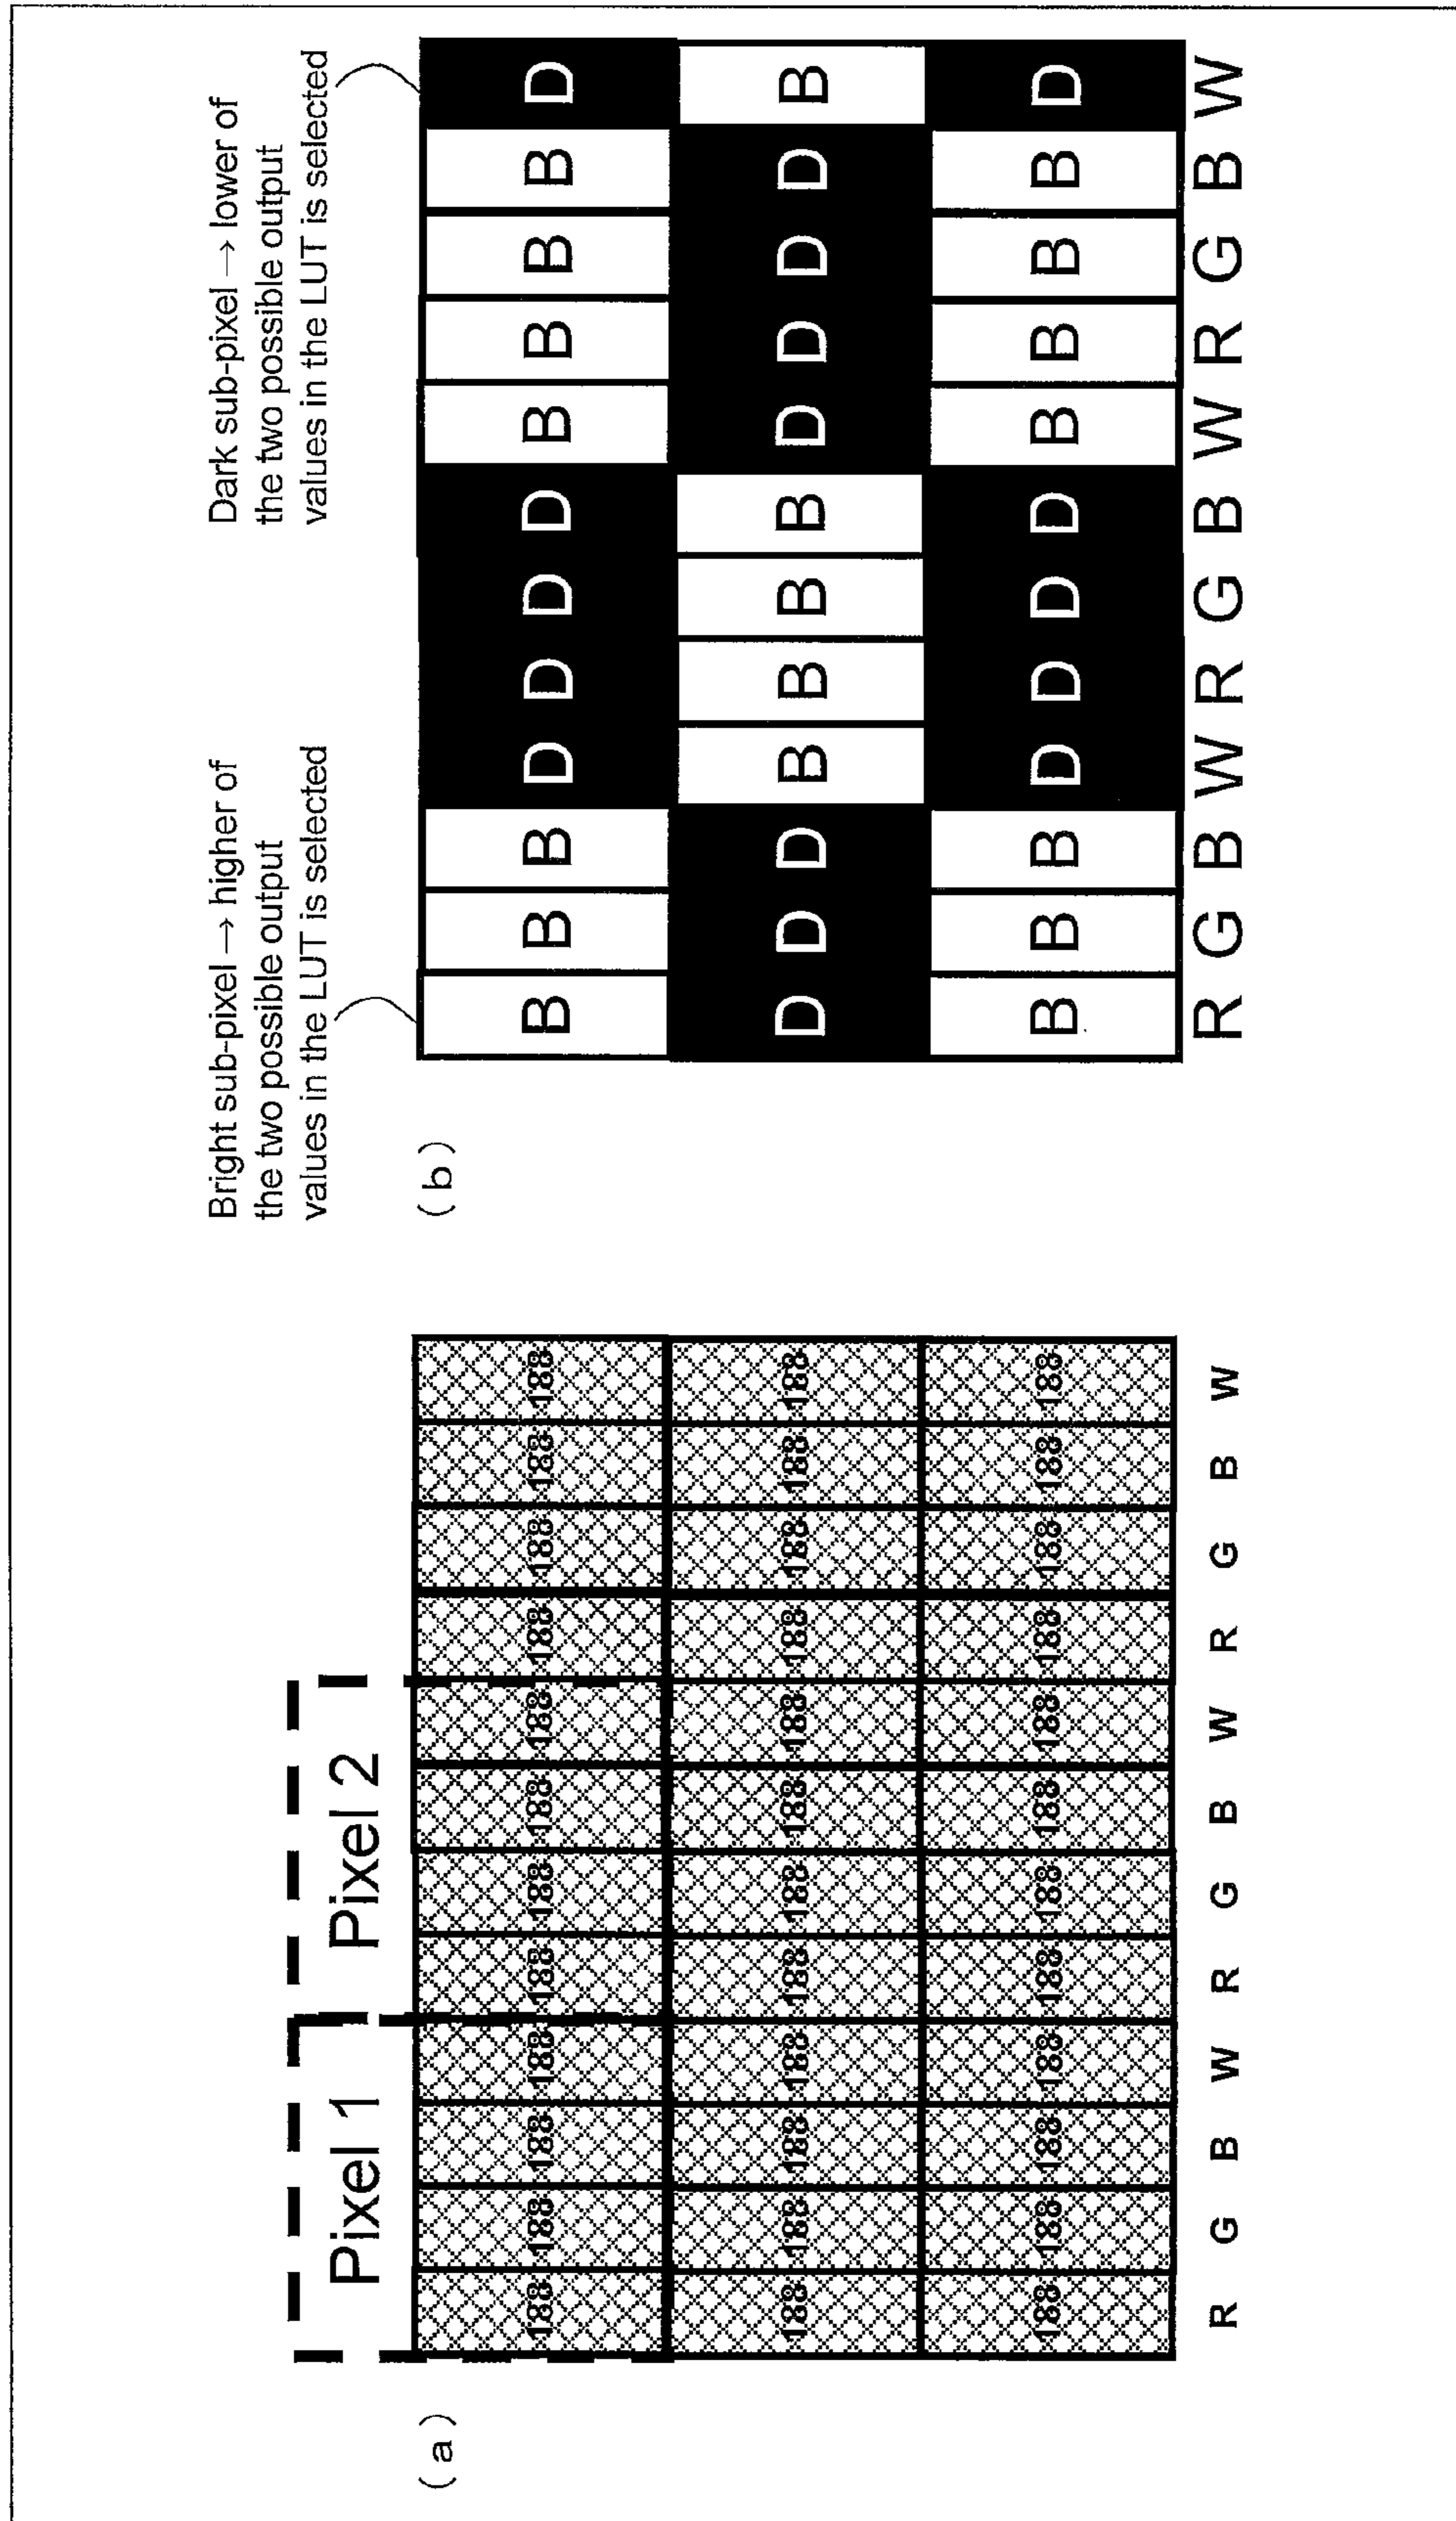 (a)
Pixel 1 Pixel 2
188 188 188 188 188 188 188 188 188 188 188 188
188 188 188 188 188 188 188 188 188 188 188 188
188 188 188 188 188 188 188 188 188 188 188 188
R G B W R G B W R G B W
Bright sub-pixel → higher of
the two possible output
values in the LUT is selected
Dark sub-pixel → lower of
the two possible output
values in the LUT is selected
(b)
B B B D D D D B B B B D
D D D B B B B D D D D B
B B B D D D D B B B B D
R G B W R G B W R G B W